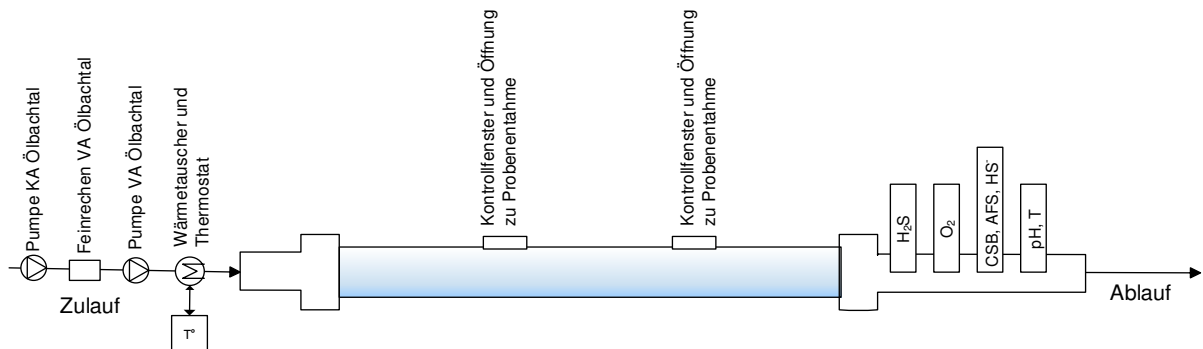 Pumpe KA Ölbachtal
Feinrechen VA Ölbachtal
Pumpe VA Ölbachtal
Wärmetauscher und
Thermostat
Kontrollfenster und Öffnung
zu Probenentahme
Kontrollfenster und Öffnung
zu Probenentahme
H₂S
O₂
CSB, AFS, HS⁻
pH, T
Zulauf
T°
Ablauf